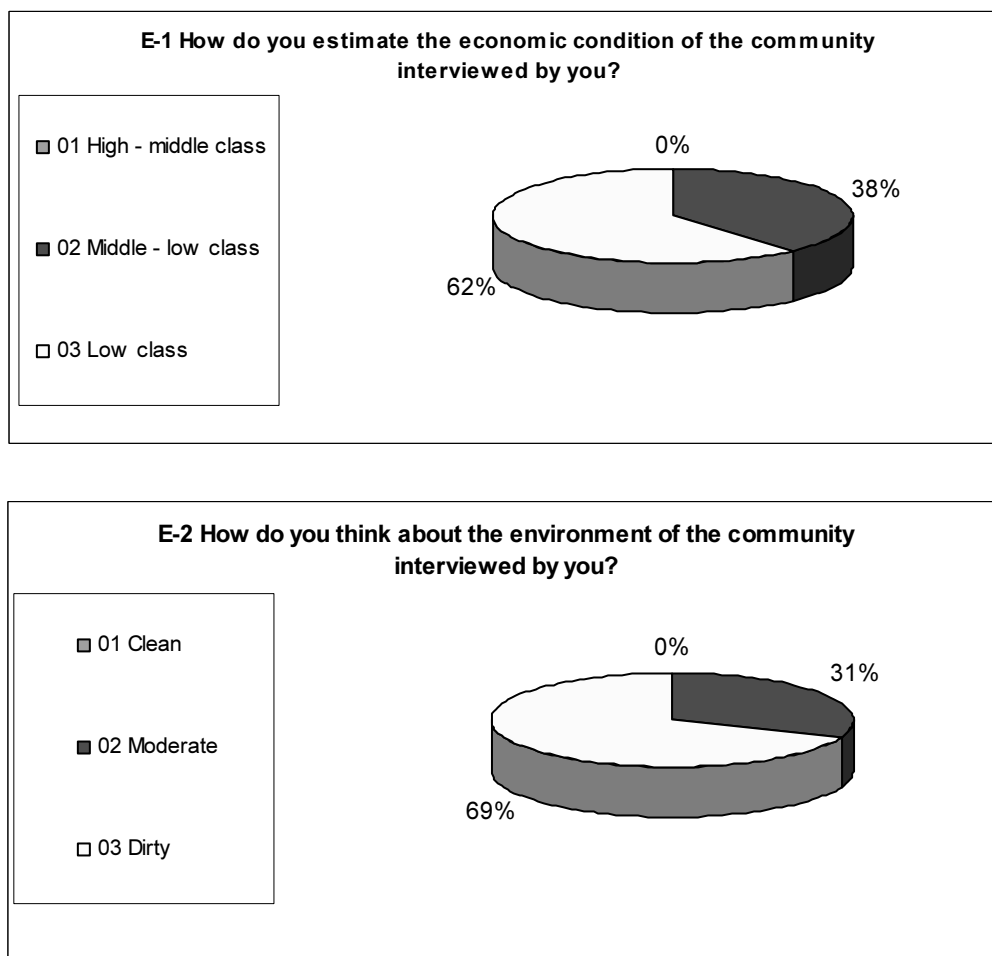 E-1 How do you estimate the economic condition of the community
interviewed by you?
01 High - middle class
02 Middle - low class
03 Low class
0%
38%
62%
E-2 How do you think about the environment of the community
interviewed by you?
01 Clean
02 Moderate
03 Dirty
0%
31%
69%